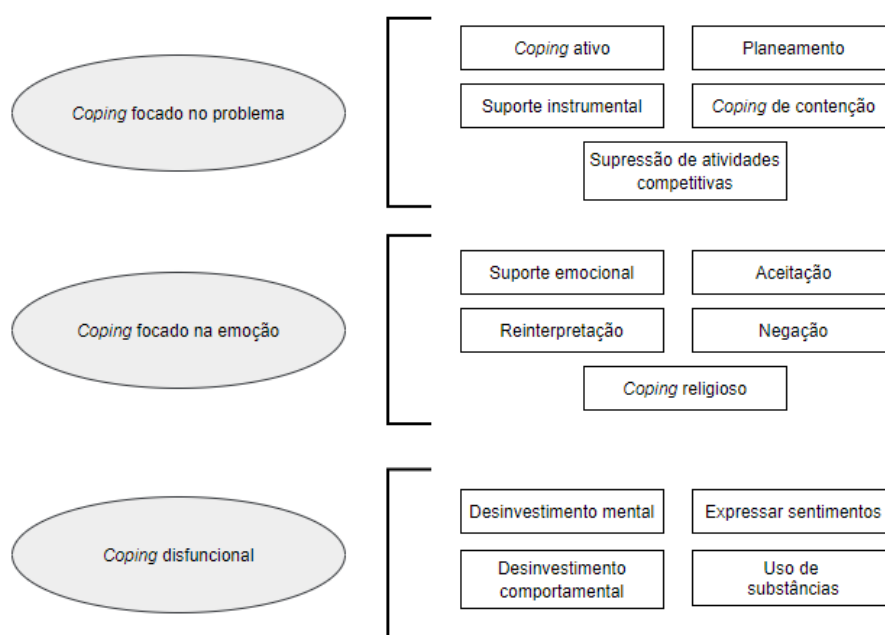 Coping focado no problema
Coping ativo
Planeamento
Suporte instrumental
Coping de contenção
Supressão de atividades
competitivas
Coping focado na emoção
Suporte emocional
Aceitação
Reinterpretação
Negação
Coping religioso
Coping disfuncional
Desinvestimento mental
Expressar sentimentos
Desinvestimento
comportamental
Uso de
substâncias